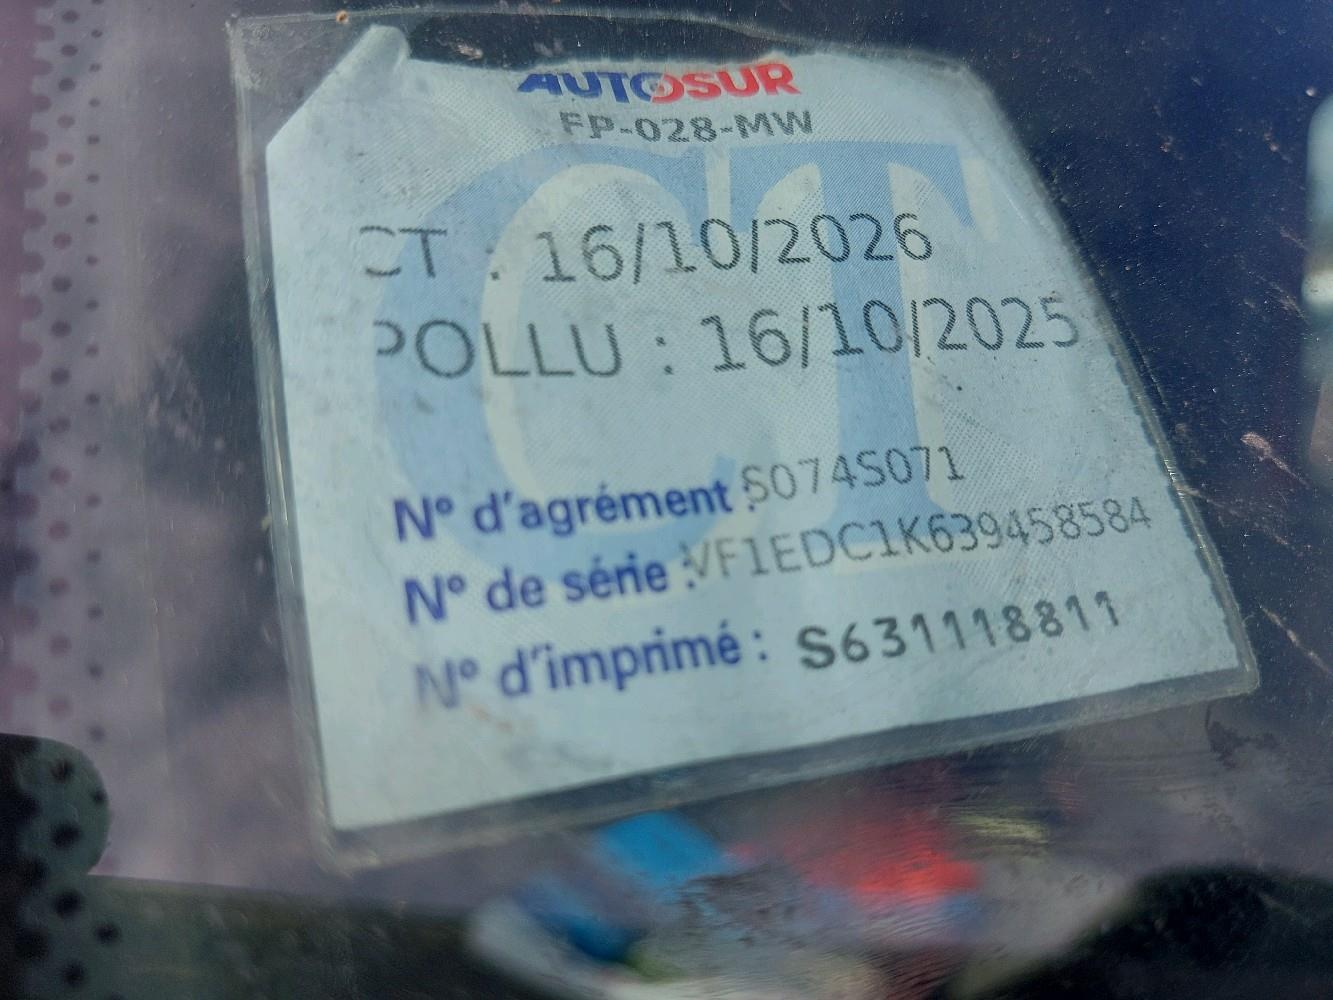 AUTOSUR
FP-028-MW
CT : 16/10/2026
POLLU : 16/10/2025
N° d'agrément : S074S071
N° de série : VF1EDC1K639458584
N° d'imprimé : S631118811